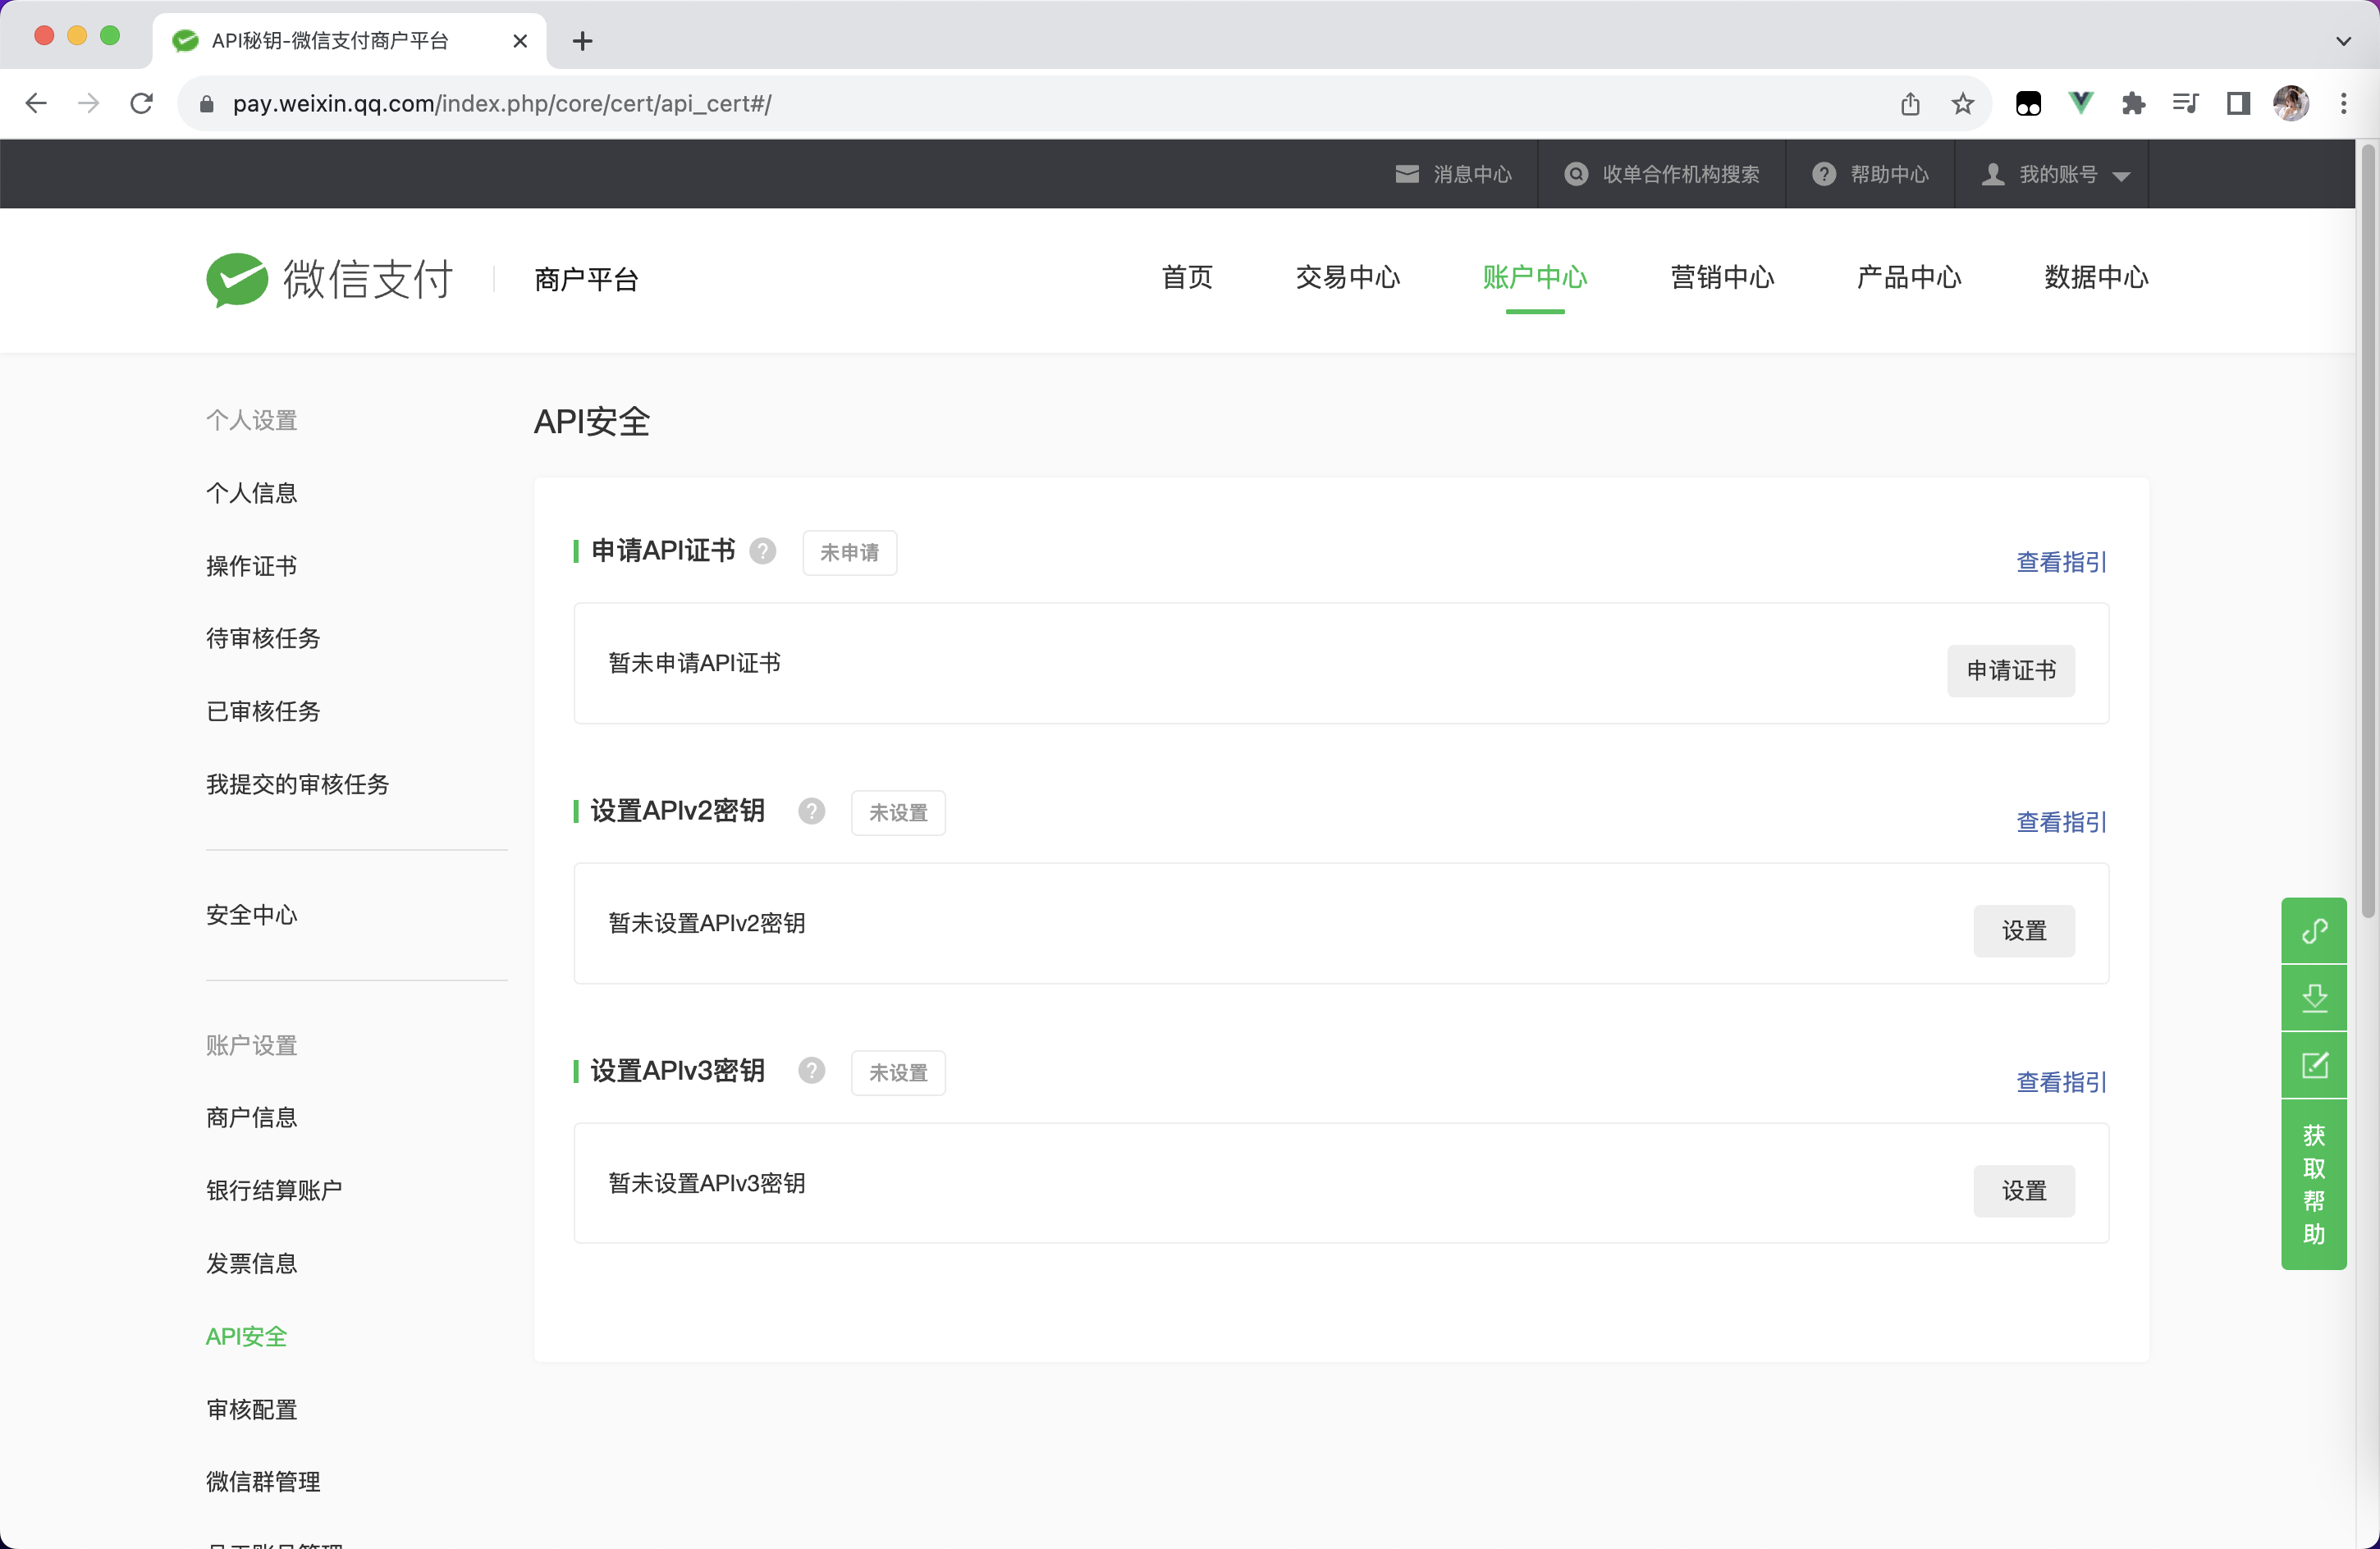 API秘钥-微信支付商户平台
pay.weixin.qq.com/index.php/core/cert/api_cert#/
消息中心 收单合作机构搜索 帮助中心 我的账号
微信支付 商户平台 首页 交易中心 账户中心 营销中心 产品中心 数据中心
个人设置
个人信息
操作证书
待审核任务
已审核任务
我提交的审核任务
安全中心
账户设置
商户信息
银行结算账户
发票信息
API安全
审核配置
微信群管理
API安全
申请API证书 ? 未申请 查看指引
暂未申请API证书 申请证书
设置APIv2密钥 ? 未设置 查看指引
暂未设置APIv2密钥 设置
设置APIv3密钥 ? 未设置 查看指引
暂未设置APIv3密钥 设置
获
取
帮
助